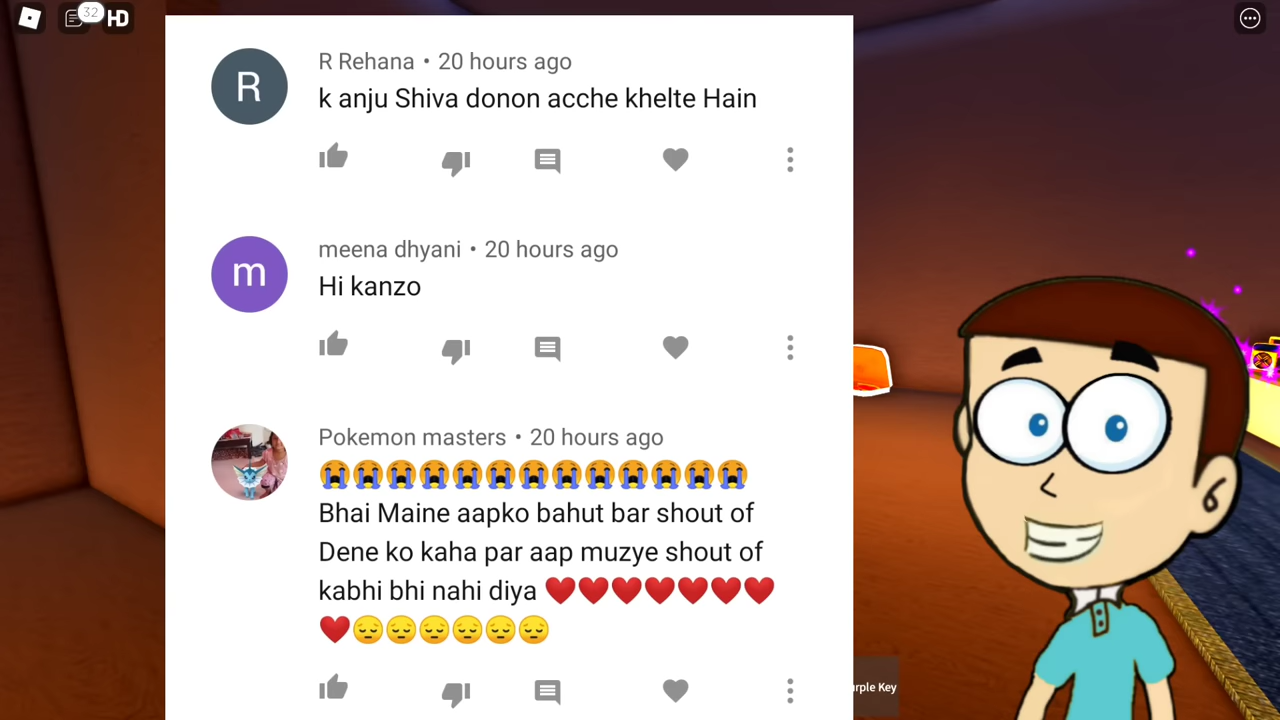 32
HD
R Rehana • 20 hours ago
R
k anju Shiva donon acche khelte Hain
meena dhyani • 20 hours ago
m
Hi kanzo
Pokemon masters • 20 hours ago
😭😭😭😭😭😭😭😭😭😭😭😭😭
Bhai Maine aapko bahut bar shout of
Dene ko kaha par aap muzye shout of
kabhi bhi nahi diya ❤️❤️❤️❤️❤️❤️❤️
❤️😔😔😔😔😔😔
urple Key